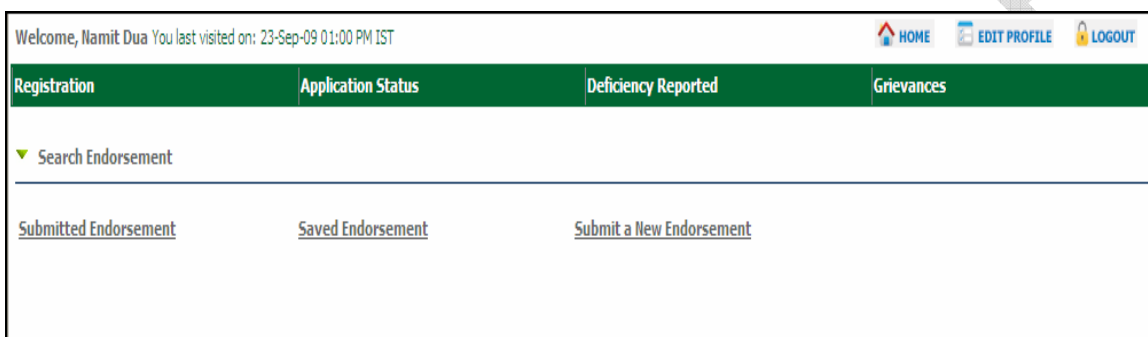 Welcome, Namit Dua You last visited on: 23-Sep-09 01:00 PM IST HOME EDIT PROFILE LOGOUT
Registration Application Status Deficiency Reported Grievances
Search Endorsement
Submitted Endorsement Saved Endorsement Submit a New Endorsement